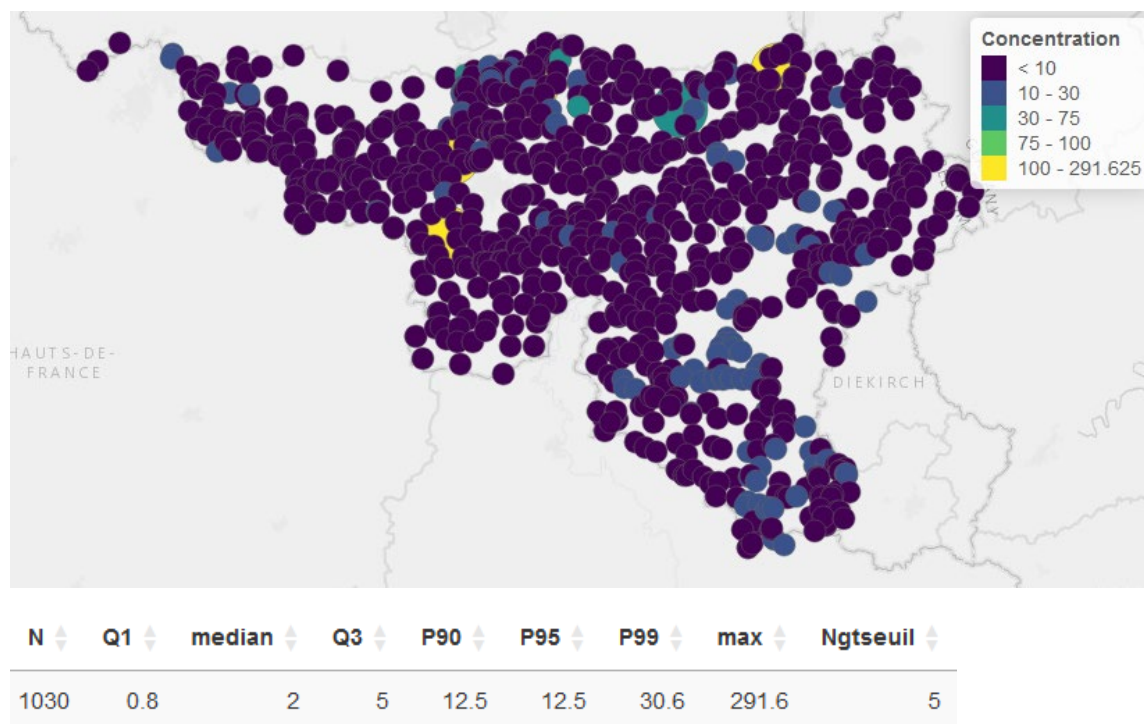 Concentration
< 10
10 - 30
30 - 75
75 - 100
100 - 291.625
HAUTS-DE-
FRANCE
DIEKIRCH
N Q1 median Q3 P90 P95 P99 max Ngtseuil
1030 0.8 2 5 12.5 12.5 30.6 291.6 5